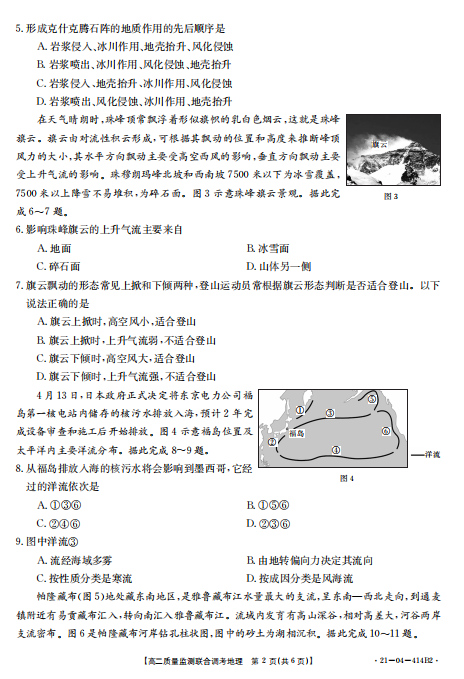 5. 形成克什克腾石阵的地质作用的先后顺序是
A. 岩浆侵入、冰川作用、地壳抬升、风化侵蚀
B. 岩浆喷出、冰川作用、风化侵蚀、地壳抬升
C. 岩浆侵入、地壳抬升、冰川作用、风化侵蚀
D. 岩浆喷出、风化侵蚀、冰川作用、地壳抬升
在天气晴朗时,珠峰顶常飘浮着形似旗帜的乳白色烟云,这就是珠峰
旗云。旗云由对流性积云形成,可根据其飘动的位置和高度来推断峰顶
风力的大小,其水平方向飘动主要受高空西风的影响,垂直方向飘动主要
受上升气流的影响。珠穆朗玛峰北坡和西南坡 7500 米以下为冰雪覆盖,
7500 米以上降雪不易堆积,为碎石面。图 3 示意珠峰旗云景观。据此完
成 6～7 题。
旗云
图 3
6. 影响珠峰旗云的上升气流主要来自
A. 地面 B. 冰雪面
C. 碎石面 D. 山体另一侧
7. 旗云飘动的形态常见上掀和下倾两种,登山运动员常根据旗云形态判断是否适合登山。以下
说法正确的是
A. 旗云上掀时,高空风小,适合登山
B. 旗云上掀时,上升气流弱,不适合登山
C. 旗云下倾时,高空风大,适合登山
D. 旗云下倾时,上升气流强,不适合登山
4 月 13 日,日本政府正式决定将东京电力公司福
岛第一核电站内储存的核污水排放入海,预计 2 年完
成设备审查和施工后开始排放。图 4 示意福岛位置及
太平洋内主要洋流分布。据此完成 8～9 题。
① ③ ⑤
② 福岛 ④ ⑥
洋流
图 4
8. 从福岛排放入海的核污水将会影响到墨西哥,它经
过的洋流依次是
A. ①③⑥ B. ①⑤⑥
C. ②④⑥ D. ②③⑥
9. 图中洋流③
A. 流经海域多雾 B. 由地转偏向力决定其流向
C. 按性质分类是寒流 D. 按成因分类是风海流
帕隆藏布(图 5)地处藏东南地区,是雅鲁藏布江水量最大的支流,呈东南—西北走向,到通麦
镇附近有易贡藏布汇入,转向南汇入雅鲁藏布江。流域内发育有高山深谷,相对高差大,河谷两岸
支流密布。图 6 是帕隆藏布河岸钻孔柱状图,图中的砂土为湖相沉积。据此完成 10～11 题。
【高二质量监测联合调考地理 第 2 页(共 6 页)】 ·21-04-414B2·